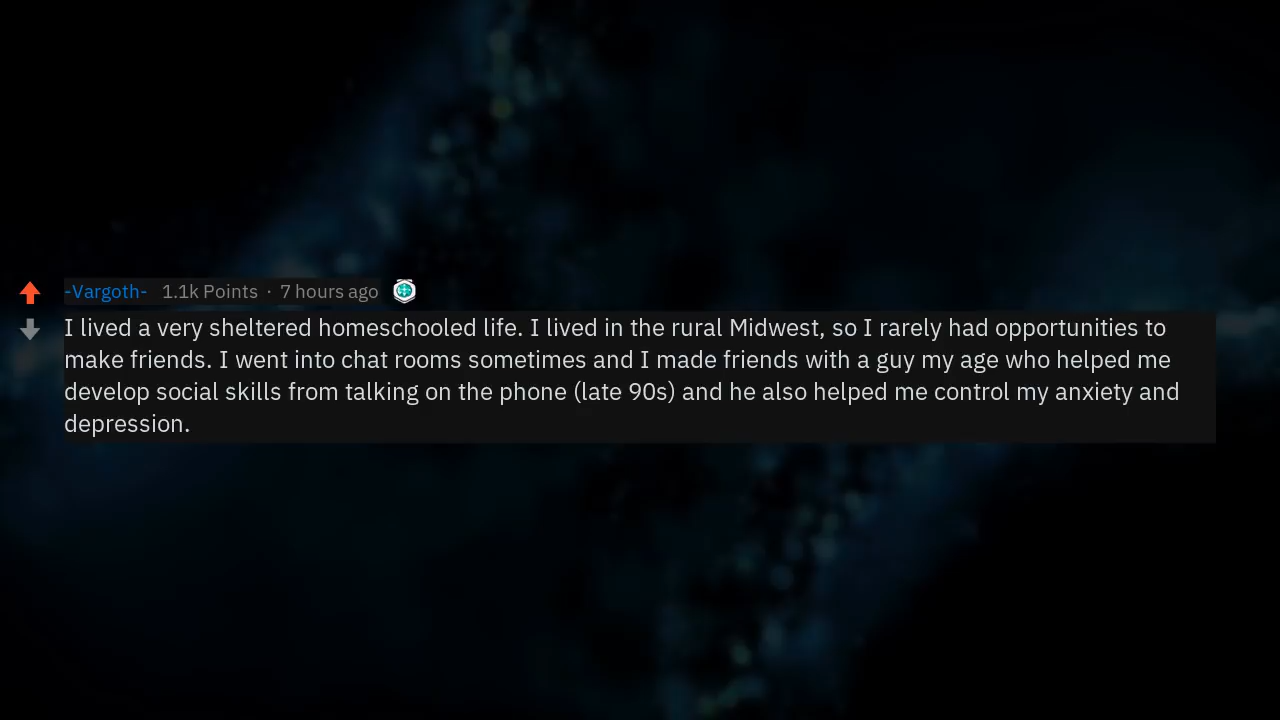 -Vargoth- 1.1k Points · 7 hours ago
I lived a very sheltered homeschooled life. I lived in the rural Midwest, so I rarely had opportunities to
make friends. I went into chat rooms sometimes and I made friends with a guy my age who helped me
develop social skills from talking on the phone (late 90s) and he also helped me control my anxiety and
depression.